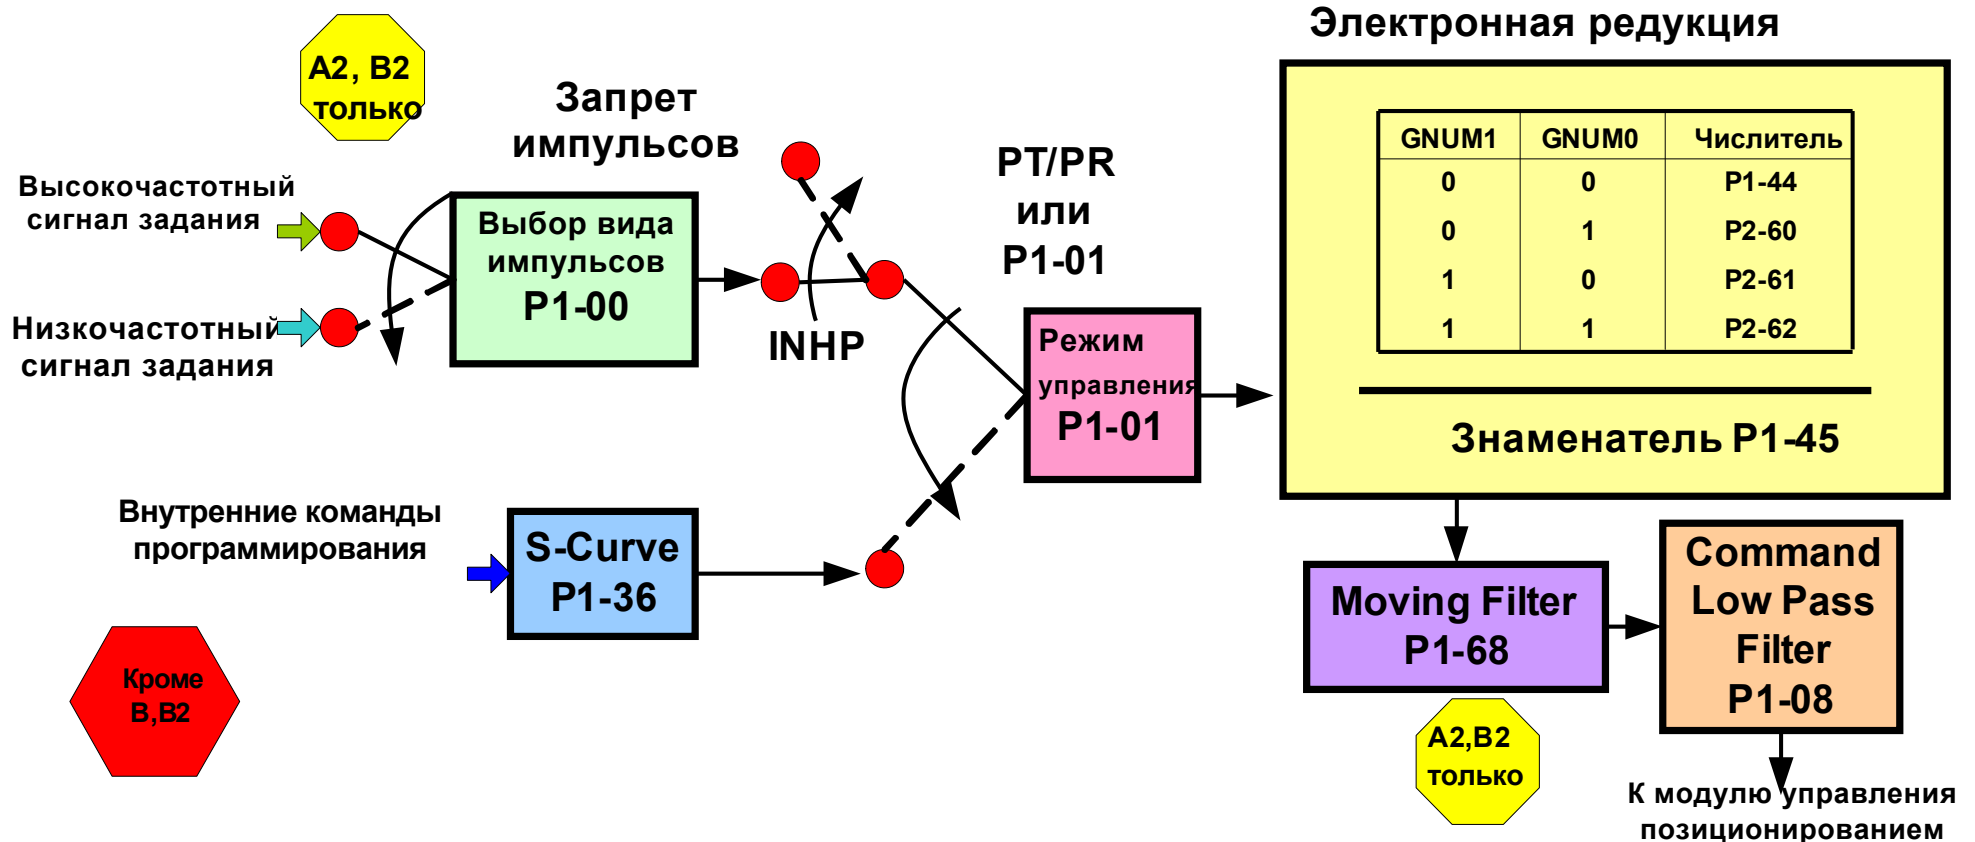 Электронная редукция
A2, B2
только
Запрет
импульсов
Высокочастотный
сигнал задания
Низкочастотный
сигнал задания
Выбор вида
импульсов
P1-00
INHP
PT/PR
или
P1-01
Режим
управления
P1-01
GNUM1 GNUM0 Числитель
0 0 P1-44
0 1 P2-60
1 0 P2-61
1 1 P2-62
Знаменатель P1-45
Внутренние команды
программирования
S-Curve
P1-36
Moving Filter
P1-68
Command
Low Pass
Filter
P1-08
Кроме
B,B2
A2,B2
только
К модулю управления
позиционированием